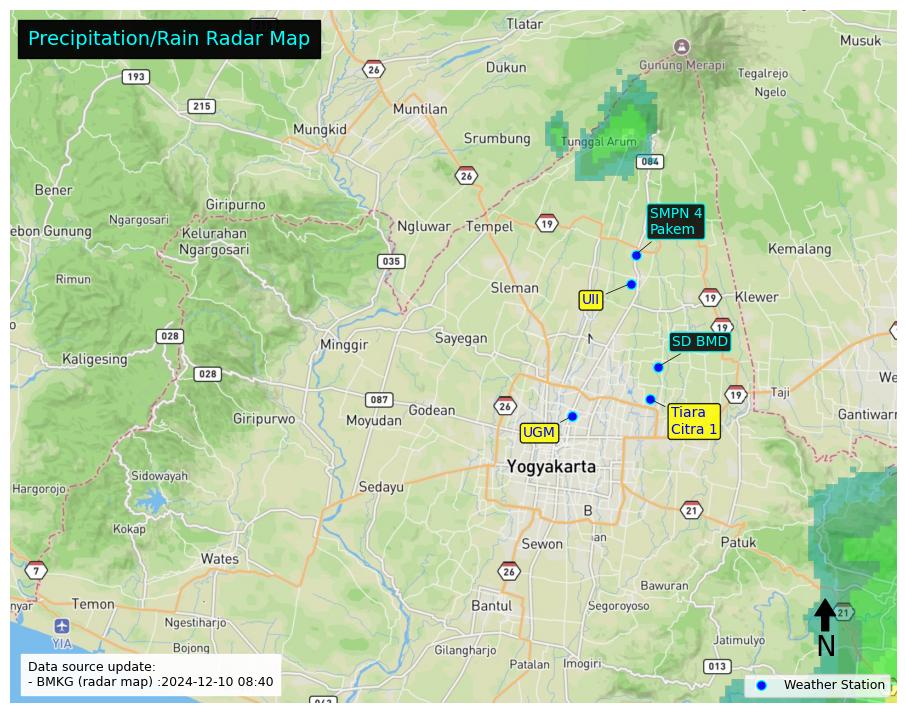 Precipitation/Rain Radar Map
Tlatar
Musuk
26
Gunung Merapi
Dukun
193
Tegalrejo
Ngelo
215
Muntilan
Mungkid
Srumbung
Tunggal Arum
084
26
Bener
Giripurno
SMPN 4
Pakem
Ngargosari
ebon Gunung
Kelurahan
Ngargosari
Ngluwar
Tempel
19
Kemalang
035
Rimun
Sleman
UII
19
Klewer
19
028
Minggir
Sayegan
N
SD BMD
Kaligesing
028
We
087
Godean
26
19
Taji
Giripurwo
Moyudan
UGM
Tiara
Citra 1
Gantiwarn
Yogyakarta
Sidowayah
Hargorojo
Sedayu
B
21
Kokap
an
Sewon
Patuk
Wates
7
26
Bawuran
nyar
Temon
Bantul
Segoroyoso
21
Ngestiharjo
YIA
N
Bojong
Gilangharjo
Jatimulyo
Patalan
Imogiri
013
Data source update:
- BMKG (radar map) :2024-12-10 08:40
Weather Station